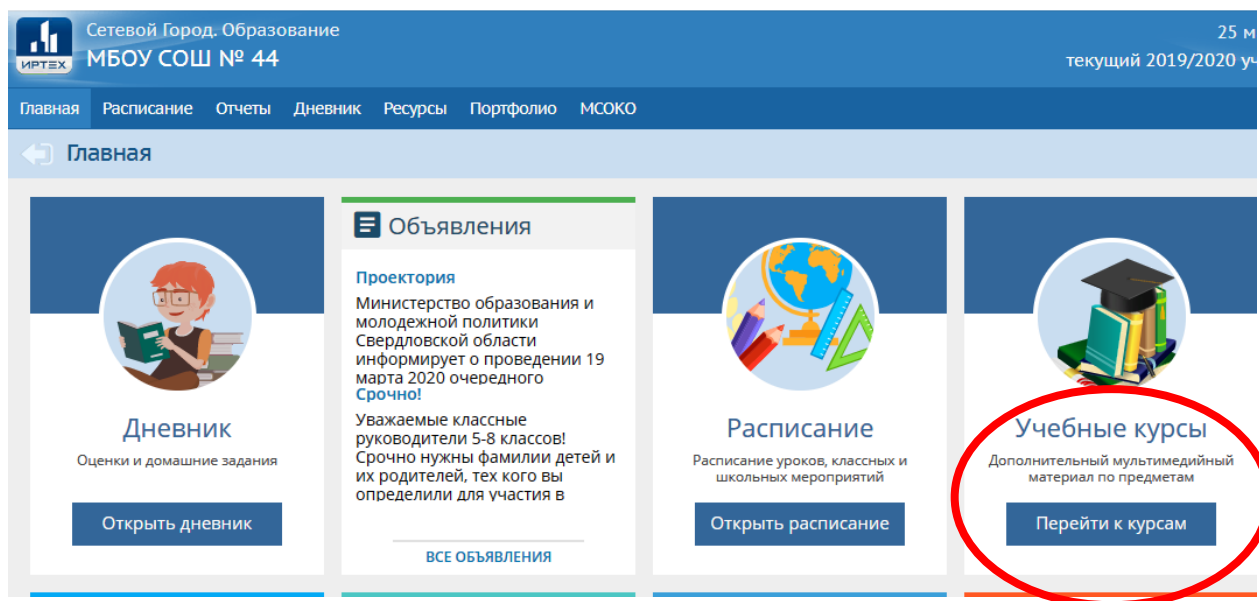 Сетевой Город. Образование
25 м
ИРТЕХ
МБОУ СОШ № 44
текущий 2019/2020 уч
Главная Расписание Отчеты Дневник Ресурсы Портфолио МСОКО
Главная
Дневник
Оценки и домашние задания
Открыть дневник
Объявления
Проектория
Министерство образования и
молодежной политики
Свердловской области
информирует о проведении 19
марта 2020 очередного
Срочно!
Уважаемые классные
руководители 5-8 классов!
Срочно нужны фамилии детей и
их родителей, тех кого вы
определили для участия в
ВСЕ ОБЪЯВЛЕНИЯ
Расписание
Расписание уроков, классных и
школьных мероприятий
Открыть расписание
Учебные курсы
Дополнительный мультимедийный
материал по предметам
Перейти к курсам